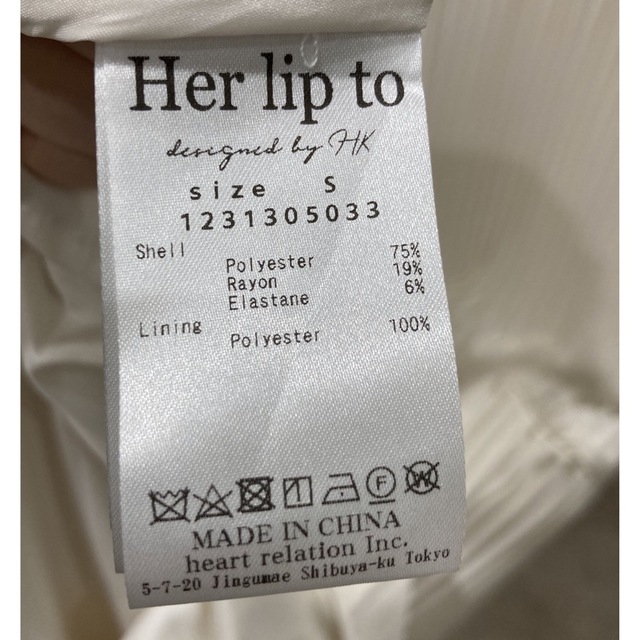 Her lip to
designed by HK
size S
1231305033
Shell
Polyester 75%
Rayon 19%
Elastane 6%
Lining
Polyester 100%
F W
MADE IN CHINA
heart relation Inc.
5-7-20 Jingumae Shibuya-ku Tokyo